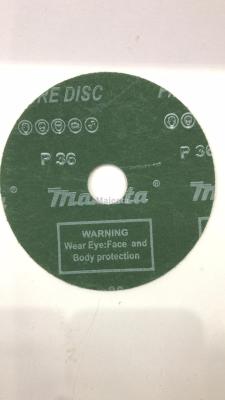 RE DISC
P 36
P 36
Makita®
WARNING
Wear Eye:Face and
Body protection